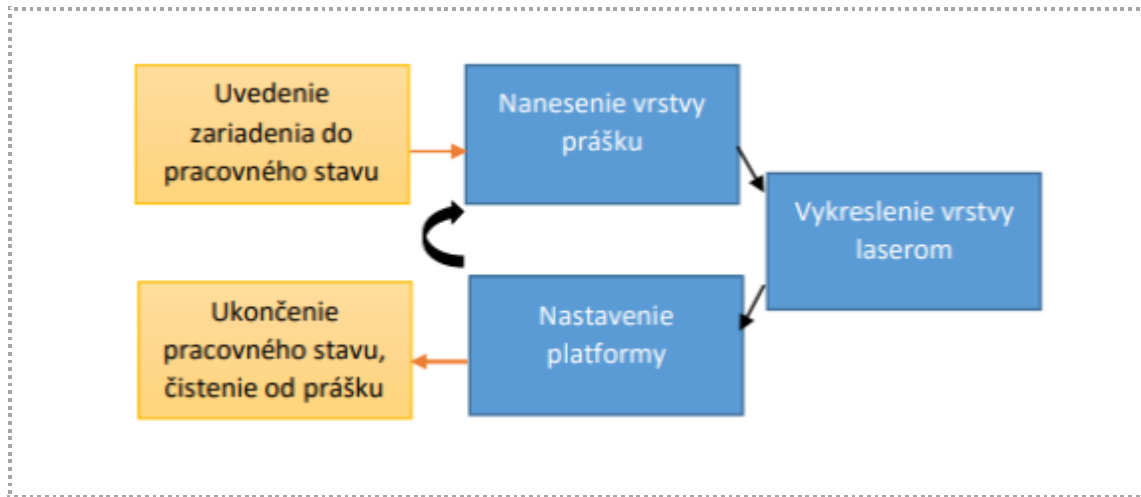 Uvedenie
zariadenia do
pracovného stavu
Nanesenie vrstvy
prášku
Vykreslenie vrstvy
laserom
Nastavenie
platformy
Ukončenie
pracovného stavu,
čistenie od prášku